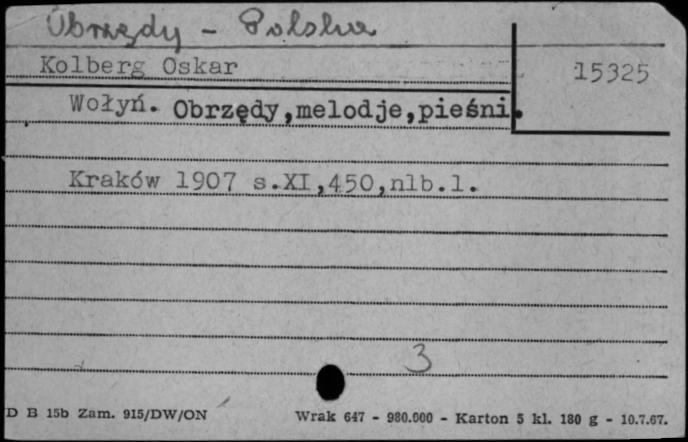 Obrzędy - Polska
Kolberg Oskar
15325
Wołyń. Obrzędy,melodje,pieśni.
Kraków 1907 s.XI,450,nlb.1.
3
D B 15b Zam. 915/DW/ON Wrak 647 - 980.000 - Karton 5 kl. 180 g - 10.7.67.